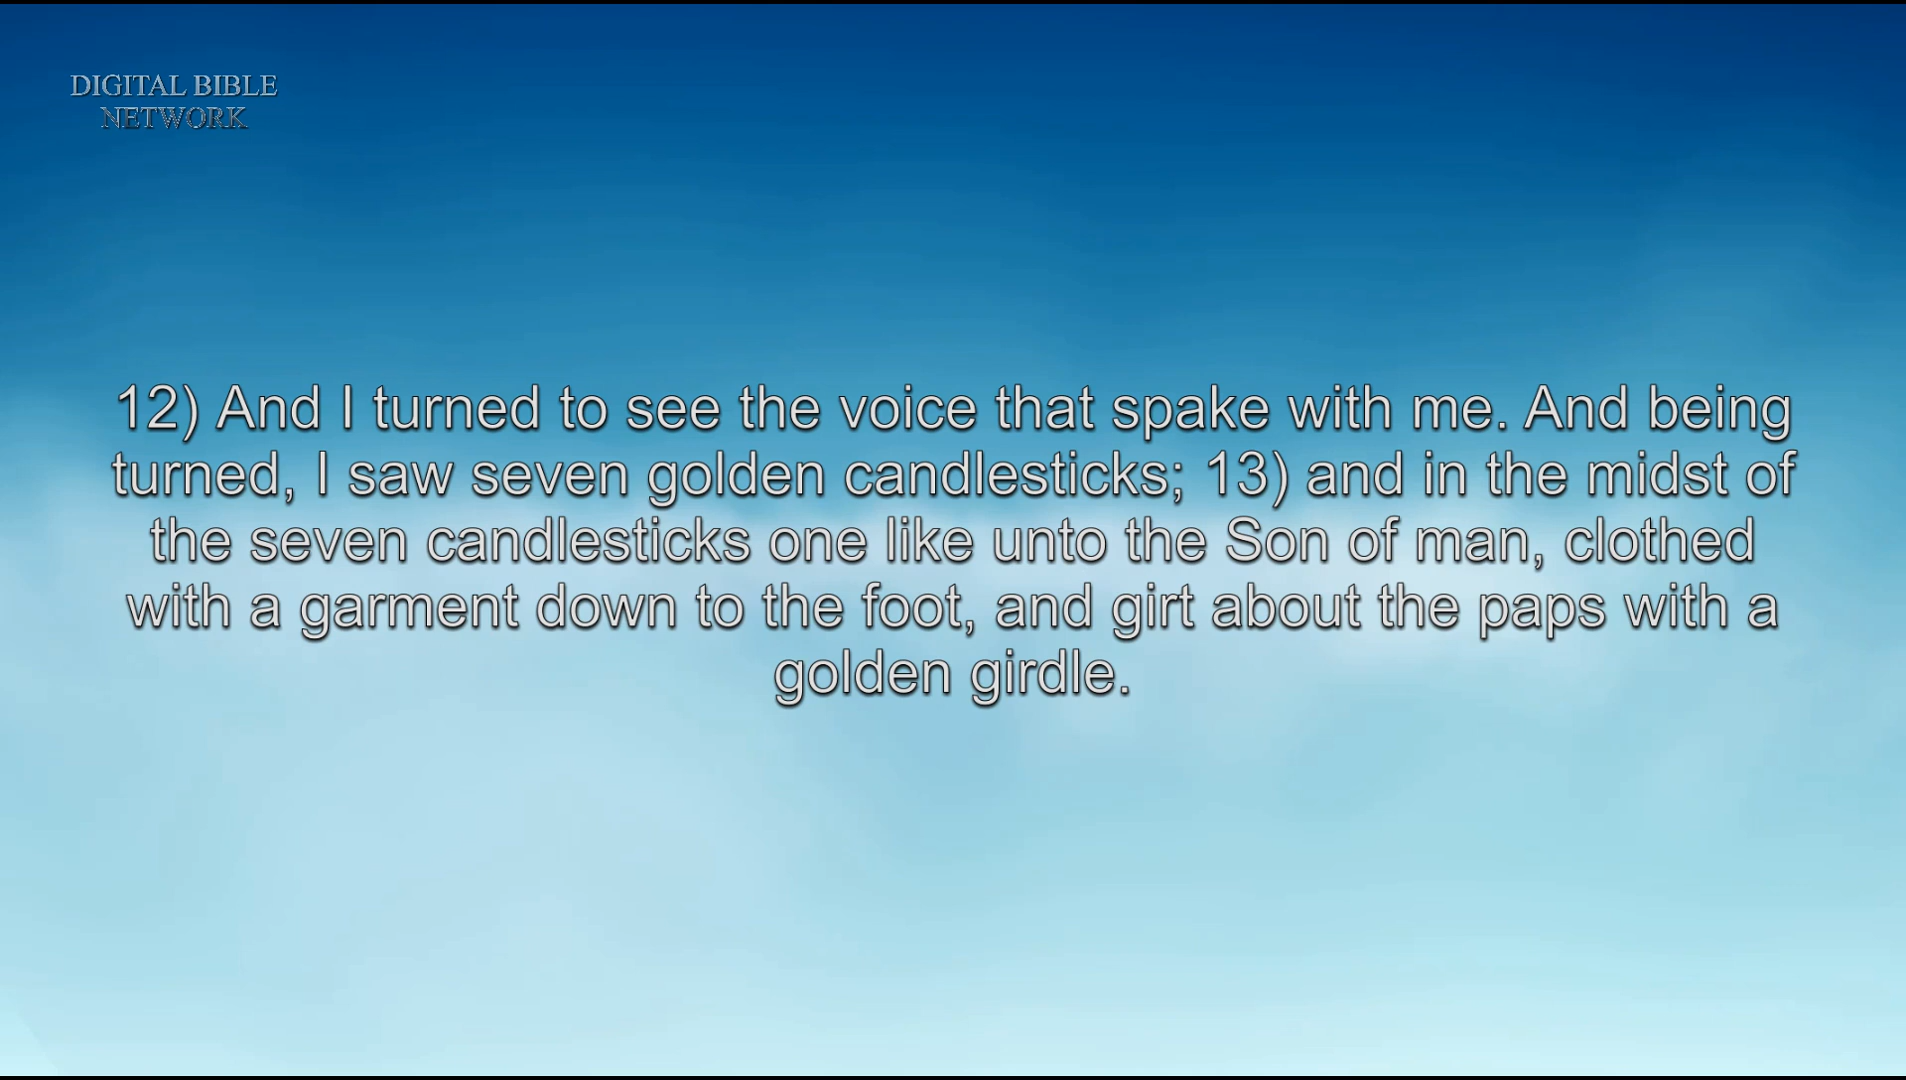 DIGITAL BIBLE
NETWORK
12) And I turned to see the voice that spake with me. And being
turned, I saw seven golden candlesticks; 13) and in the midst of
the seven candlesticks one like unto the Son of man, clothed
with a garment down to the foot, and girt about the paps with a
golden girdle.